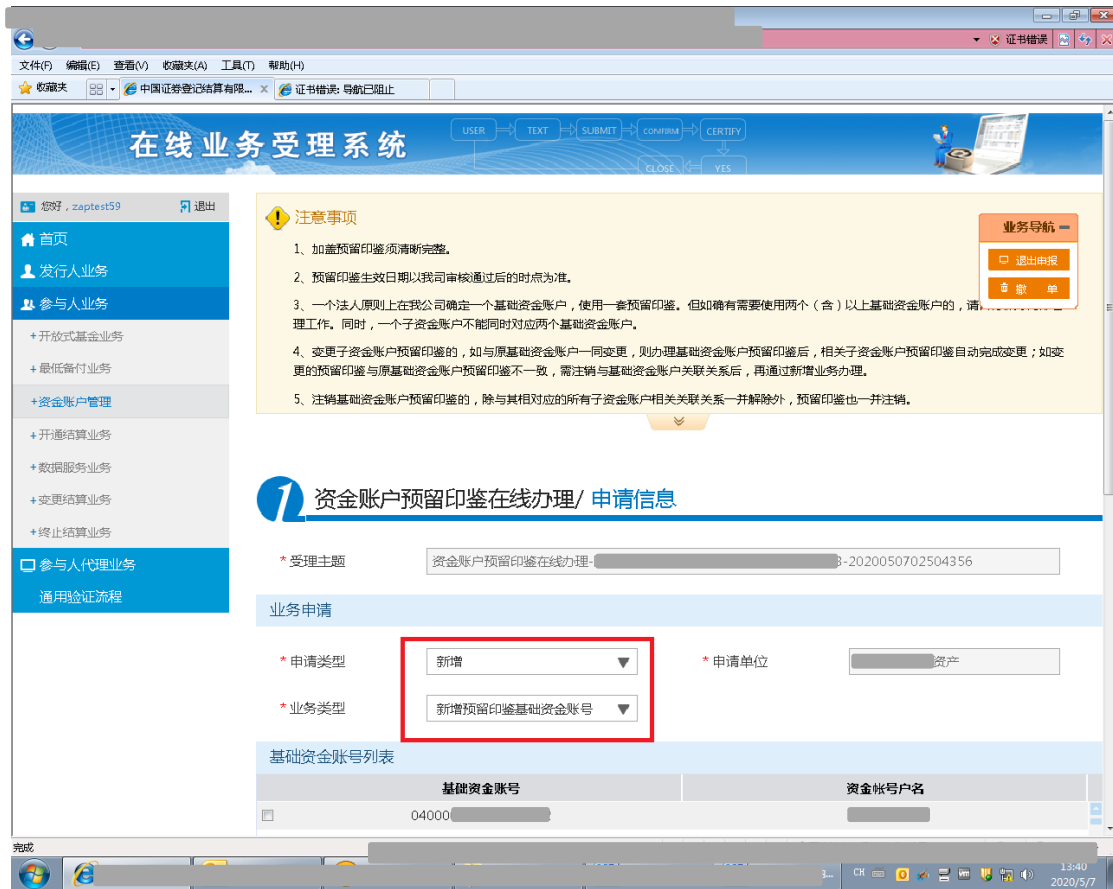 证书错误
文件(F) 编辑(E) 查看(V) 收藏夹(A) 工具(T) 帮助(H)
收藏夹 中国证券登记结算有限... 证书错误: 导航已阻止
在线业务受理系统
USER TEXT SUBMIT CONFIRM CERTIFY
CLOSE YES
您好，zaptest59 退出
首页
发行人业务
参与人业务
+开放式基金业务
+最低备付业务
+资金账户管理
+开通结算业务
+数据服务业务
+变更结算业务
+终止结算业务
参与人代理业务
通用验证流程
注意事项
1、加盖预留印鉴须清晰完整。
2、预留印鉴生效日期以我司审核通过后的时点为准。
3、一个法人原则上在我公司确定一个基础资金账户，使用一套预留印鉴。但如确有需要使用两个（含）以上基础资金账户的，请
理工作。同时，一个子资金账户不能同时对应两个基础资金账户。
4、变更子资金账户预留印鉴的，如与原基础资金账户一同变更，则办理基础资金账户预留印鉴后，相关子资金账户预留印鉴自动完成变更；如变
更的预留印鉴与原基础资金账户预留印鉴不一致，需注销与基础资金账户关联关系后，再通过新增业务办理。
5、注销基础资金账户预留印鉴的，除与其相对应的所有子资金账户相关关联关系一并解除外，预留印鉴也一并注销。
业务导航
退出申报
撤 单
1 资金账户预留印鉴在线办理/ 申请信息
*受理主题 资金账户预留印鉴在线办理- -2020050702504356
业务申请
*申请类型 新增 *申请单位 资产
*业务类型 新增预留印鉴基础资金账号
基础资金账号列表
基础资金账号 资金帐号户名
04000
完成
CH 13:40
2020/5/7